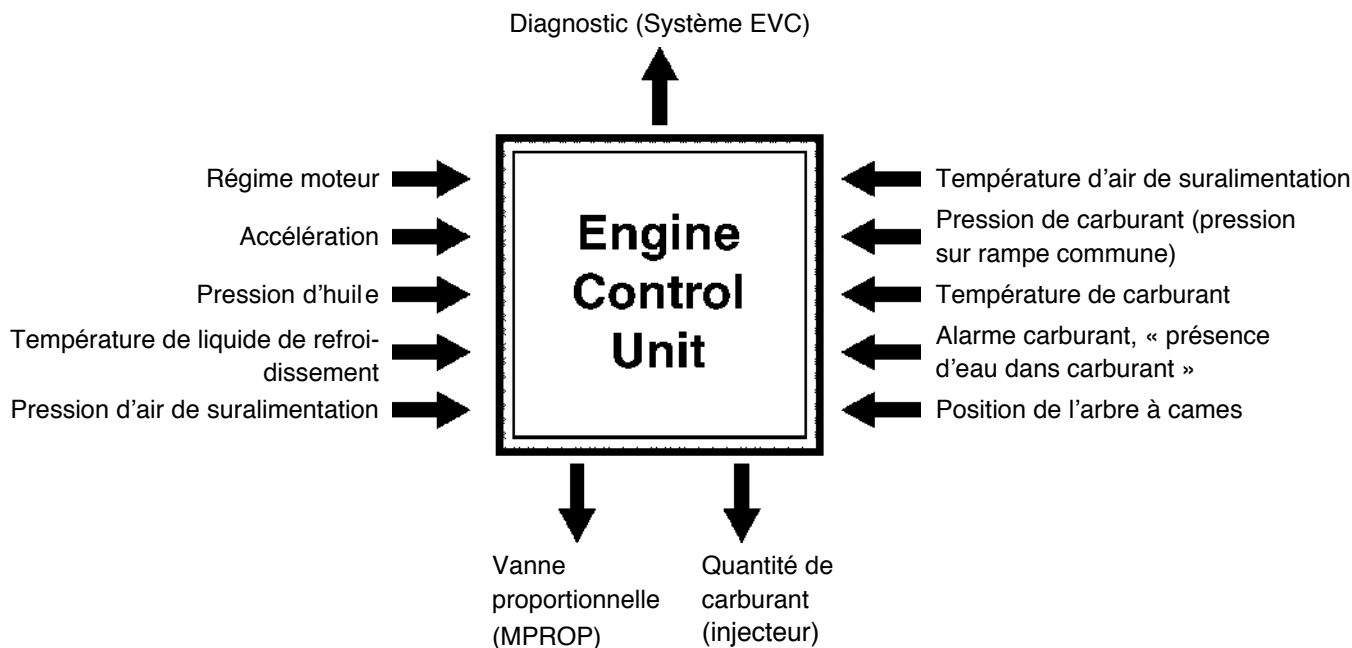 Diagnostic (Système EVC)
Régime moteur
Accélération
Pression d'huile
Température de liquide de refroi-
dissement
Pression d'air de suralimentation
Engine
Control
Unit
Température d'air de suralimentation
Pression de carburant (pression
sur rampe commune)
Température de carburant
Alarme carburant, « présence
d'eau dans carburant »
Position de l'arbre à cames
Vanne
proportionnelle
(MPROP)
Quantité de
carburant
(injecteur)